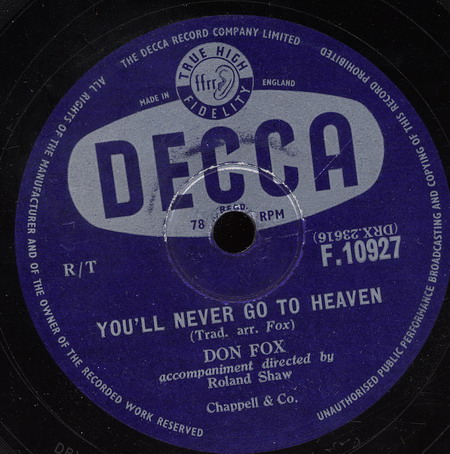 THE DECCA RECORD COMPANY LIMITED
ALL RIGHTS OF THE MANUFACTURER AND OF THE OWNER OF THE RECORDED WORK RESERVED
UNAUTHORISED PUBLIC PERFORMANCE BROADCASTING AND COPYING OF THIS RECORD PROHIBITED
TRUE HIGH
ffrr
FIDELITY
MADE IN ENGLAND
DECCA
REGD.
78 RPM
(DRX.23616)
F.10927
R/T
YOU'LL NEVER GO TO HEAVEN
(Trad. arr. Fox)
DON FOX
accompaniment directed by
Roland Shaw
Chappell & Co.